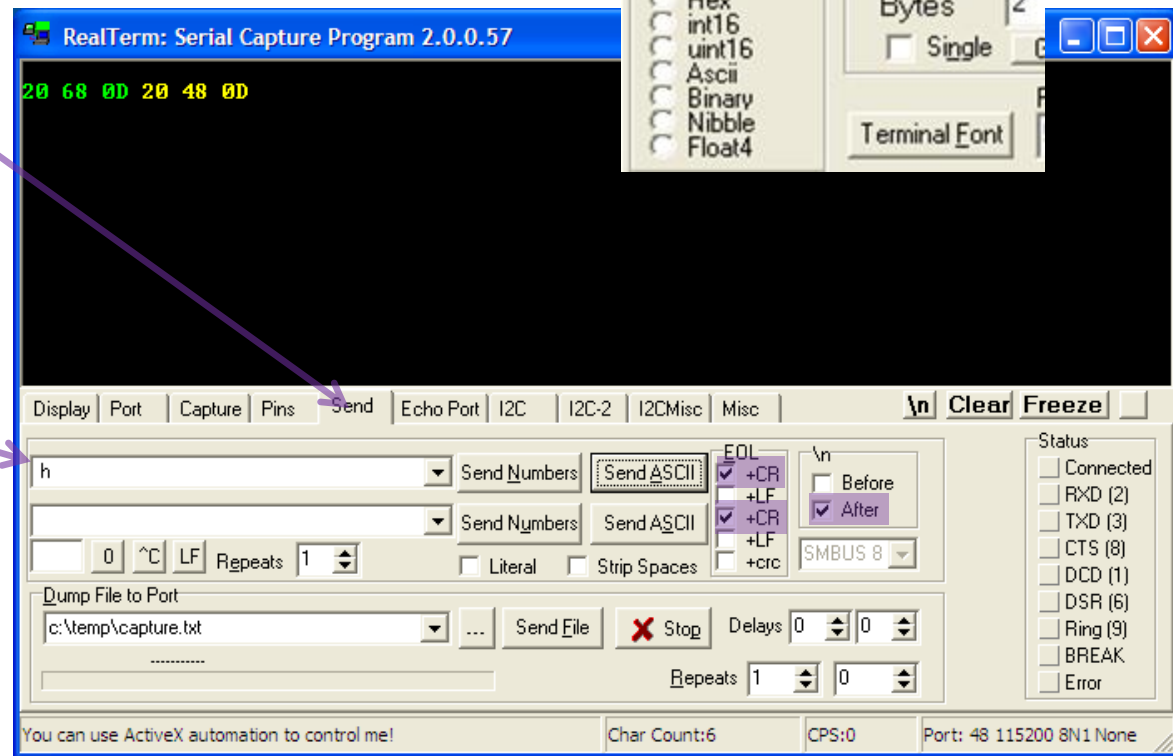 Hex
int16
uint16
Ascii
Binary
Nibble
Float4
Bytes 2
Single
Terminal Font
RealTerm: Serial Capture Program 2.0.0.57
20 68 0D 20 48 0D
Display Port Capture Pins Send Echo Port I2C I2C-2 I2CMisc Misc
\n Clear Freeze
h
Send Numbers Send ASCII
EOL
+CR
+LF
+CR
+LF
+crc
\n
Before
After
SMBUS 8
Send Numbers Send ASCII
0 ^C LF Repeats 1
Literal Strip Spaces
Dump File to Port
c:\temp\capture.txt ... Send File Stop Delays 0 0
-----------
Repeats 1 0
Status
Connected
RXD (2)
TXD (3)
CTS (8)
DCD (1)
DSR (6)
Ring (9)
BREAK
Error
You can use ActiveX automation to control me! Char Count:6 CPS:0 Port: 48 115200 8N1 None